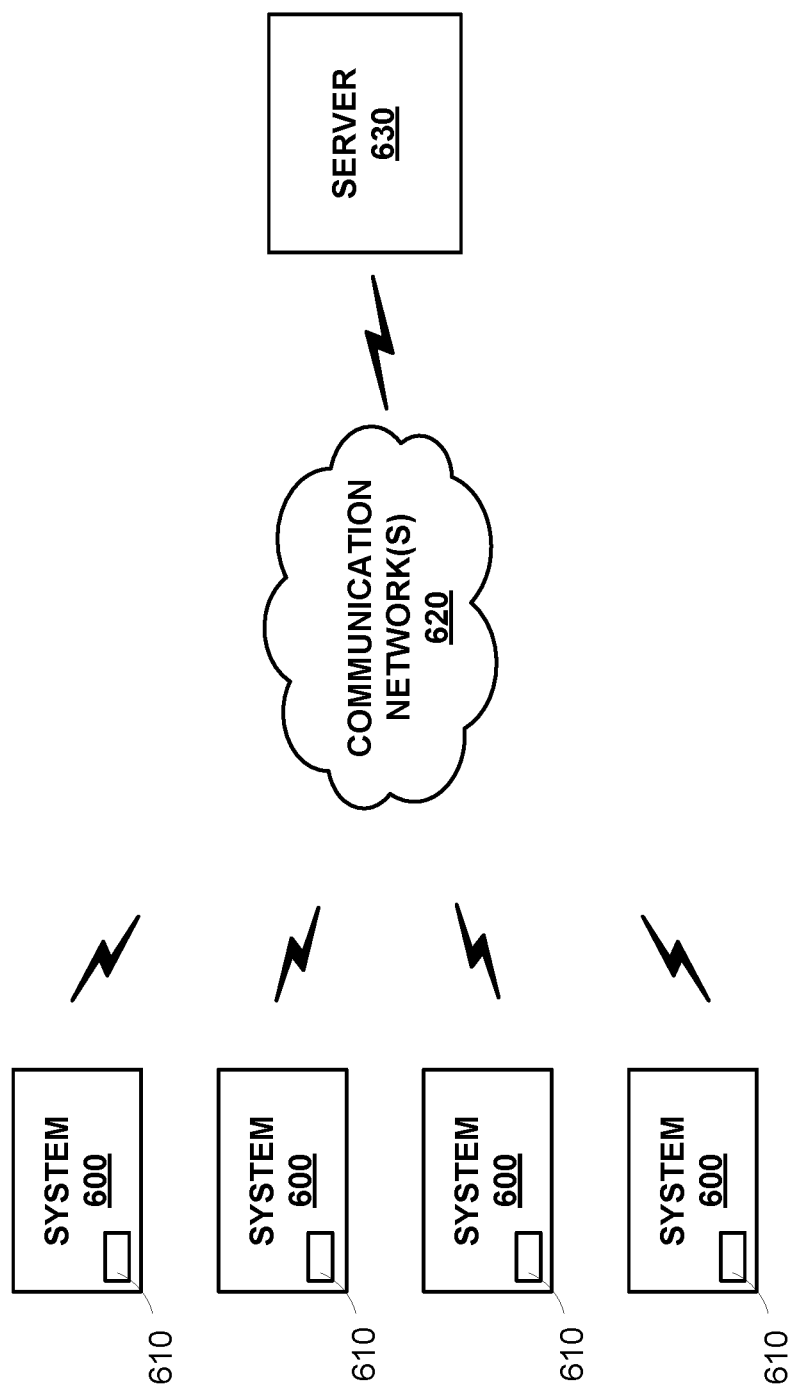 SERVER
630
COMMUNICATION
NETWORK(S)
620
SYSTEM
600
610
SYSTEM
600
610
SYSTEM
600
610
SYSTEM
600
610